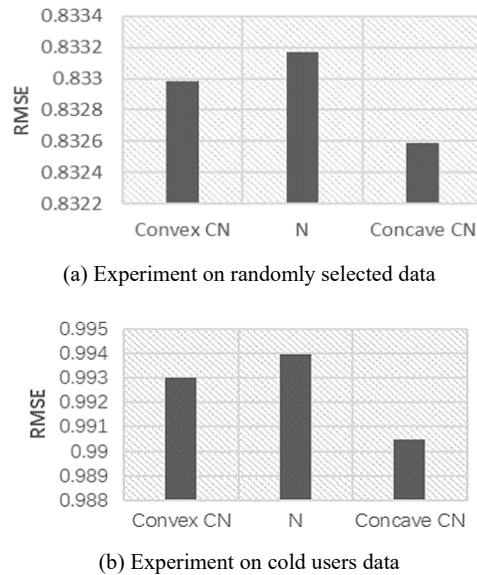 0.8334
0.8332
0.833
0.8328
0.8326
0.8324
0.8322
RMSE
Convex CN N Concave CN
(a) Experiment on randomly selected data
0.995
0.994
0.993
0.992
0.991
0.99
0.989
0.988
RMSE
Convex CN N Concave CN
(b) Experiment on cold users data